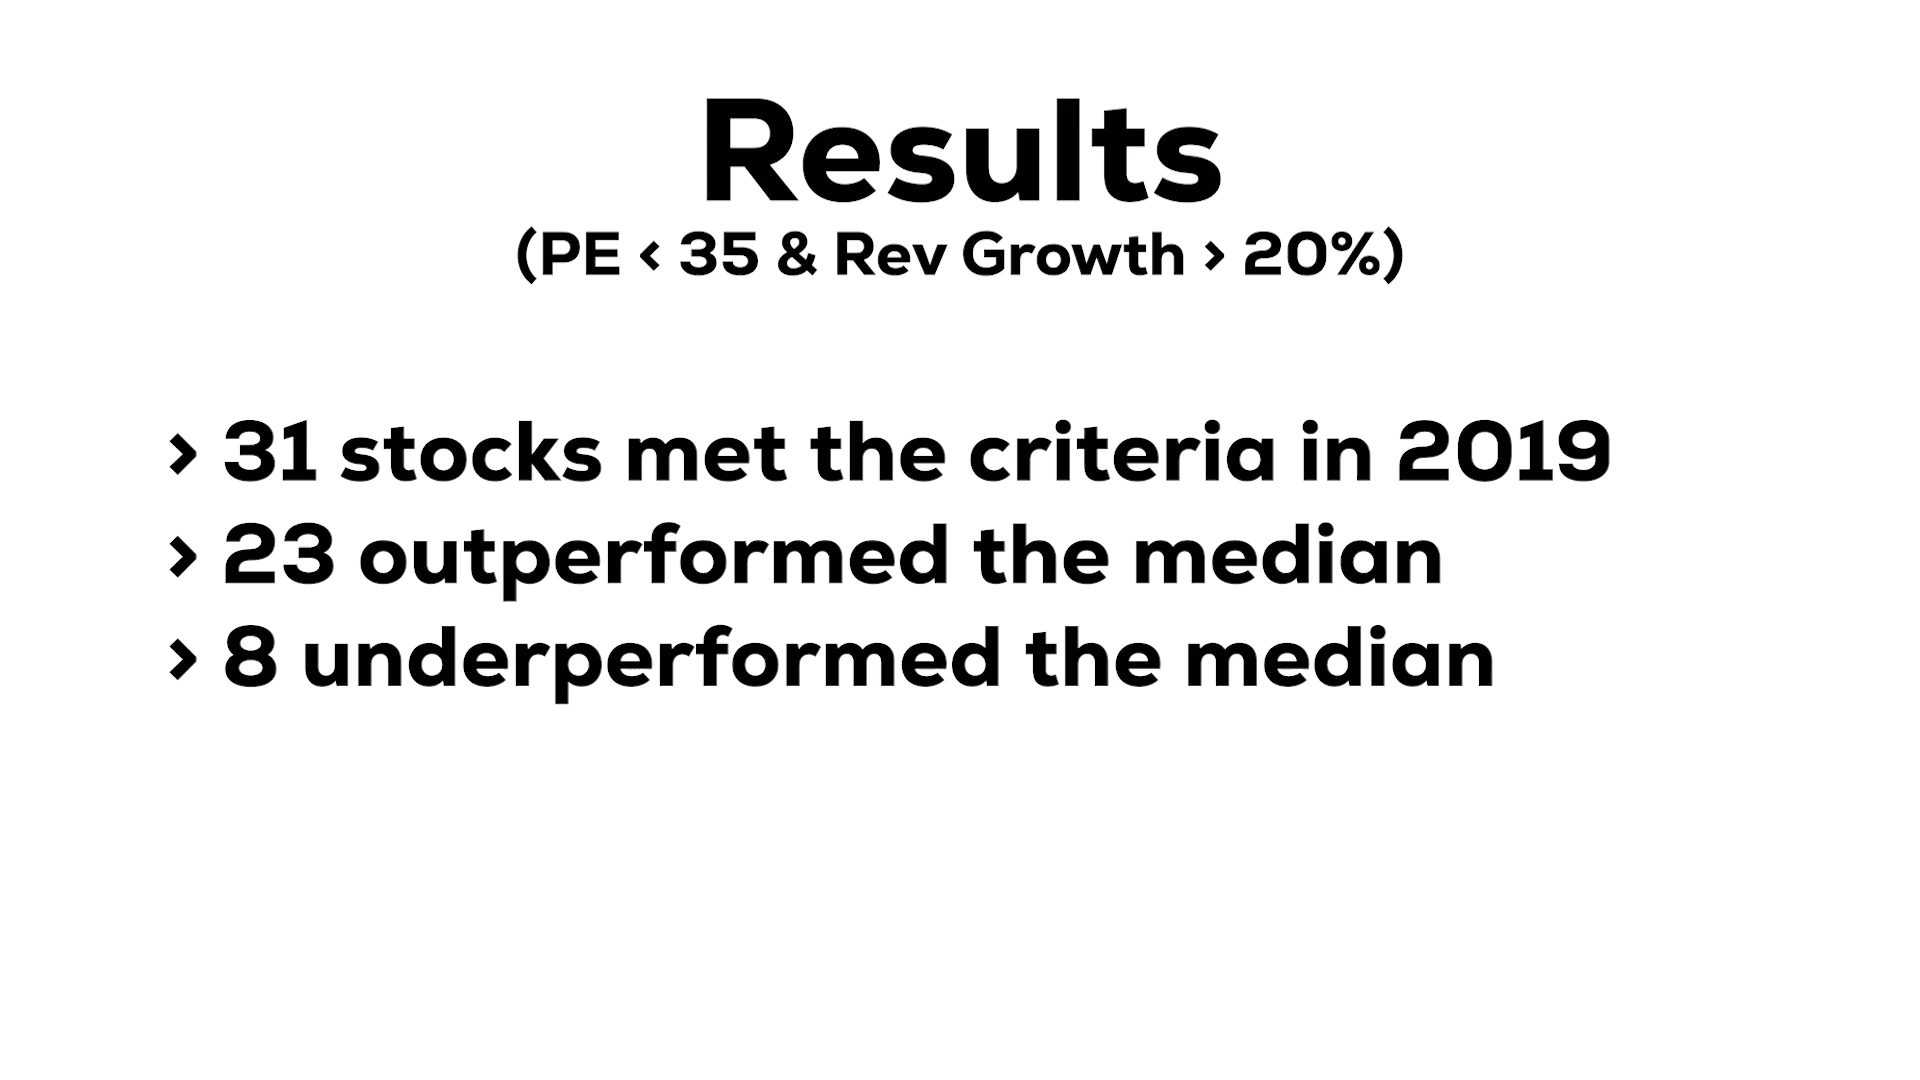 Results
(PE < 35 & Rev Growth > 20%)
> 31 stocks met the criteria in 2019
> 23 outperformed the median
> 8 underperformed the median